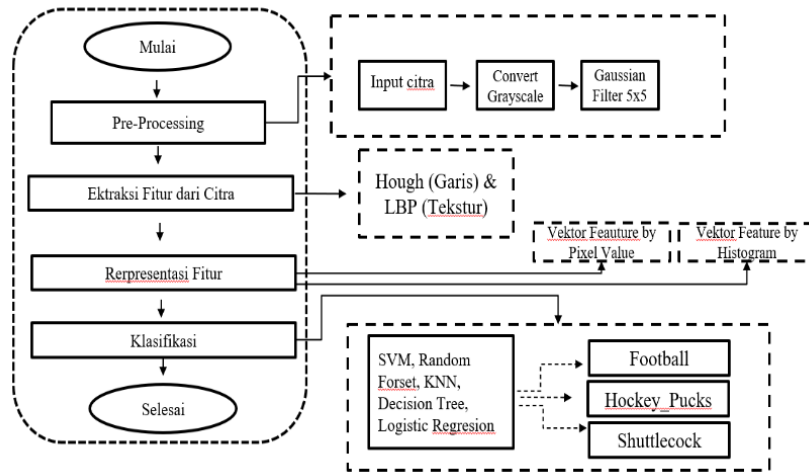 Mulai
Pre-Processing
Ektraksi Fitur dari Citra
Rerpresentasi Fitur
Klasifikasi
Selesai
Input citra
Convert
Grayscale
Gaussian
Filter 5x5
Hough (Garis) &
LBP (Tekstur)
Vektor Feauture by
Pixel Value
Vektor Feature by
Histogram
SVM, Random
Forset, KNN,
Decision Tree,
Logistic Regresion
Football
Hockey_Pucks
Shuttlecock